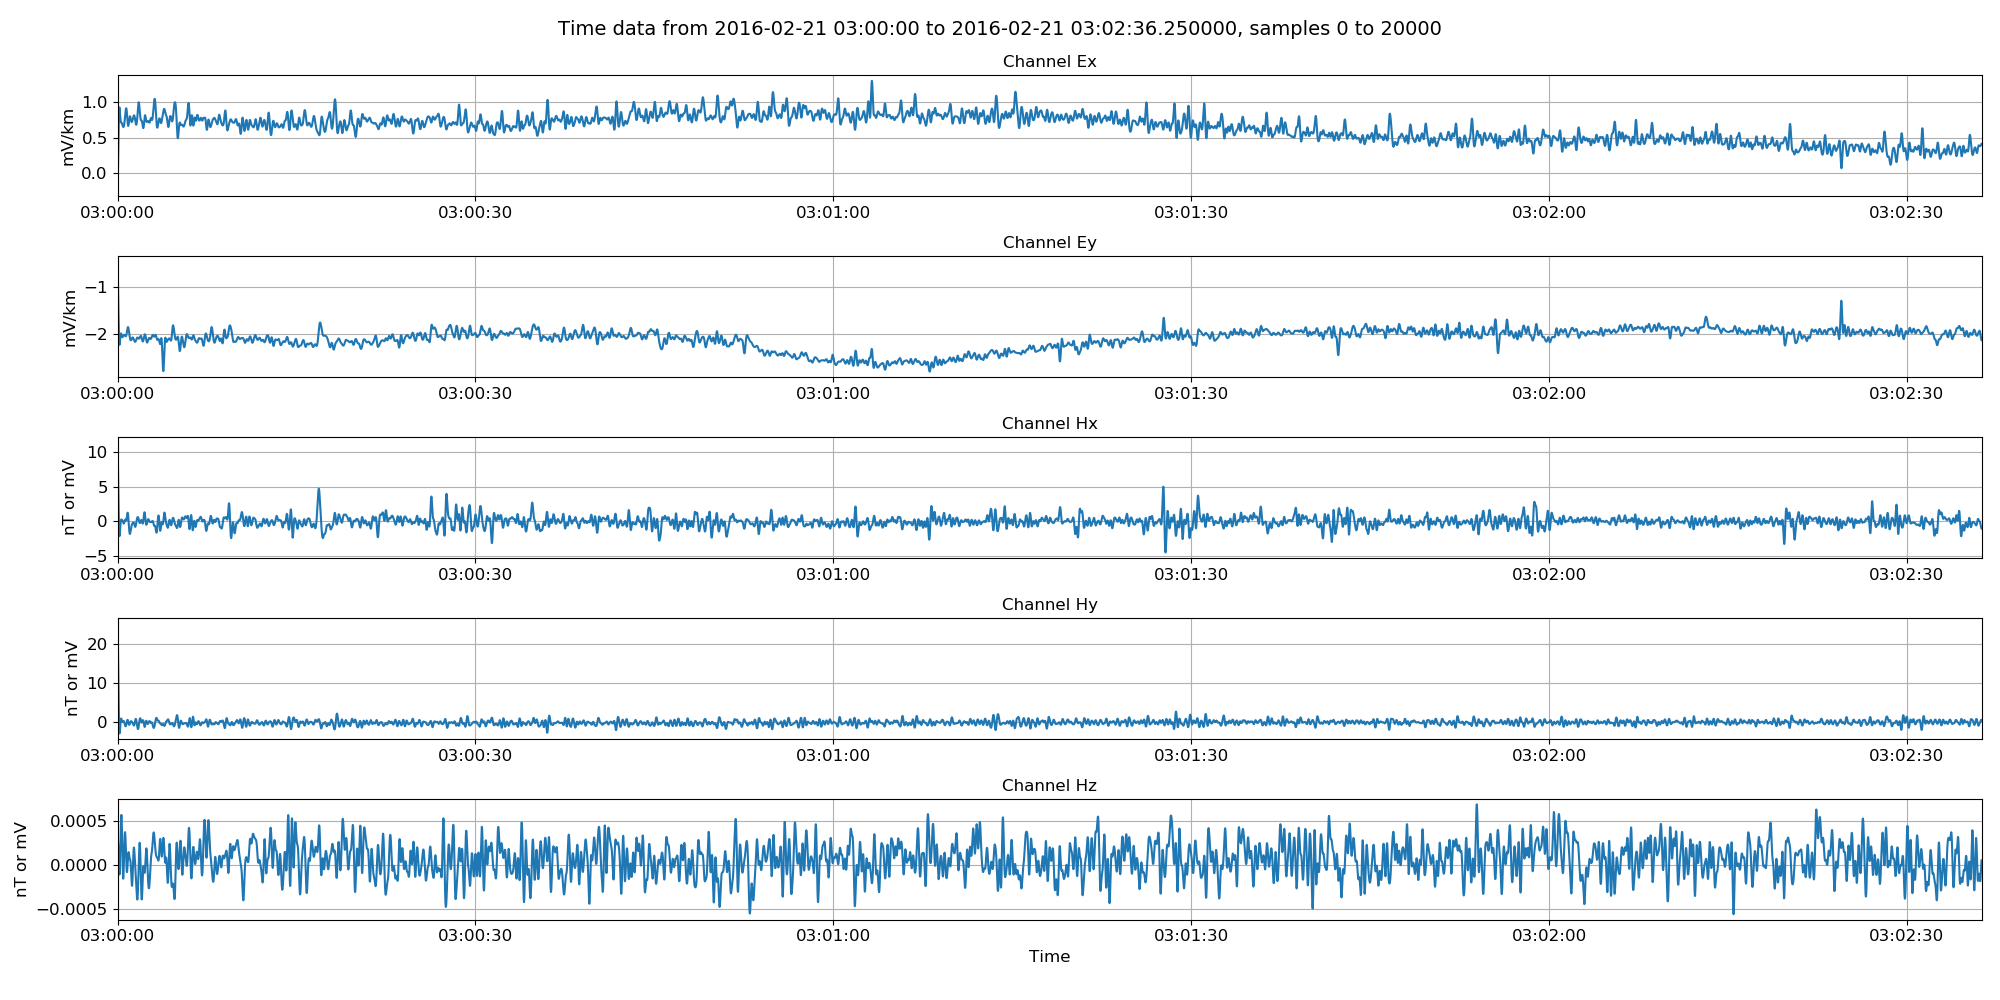 Time data from 2016-02-21 03:00:00 to 2016-02-21 03:02:36.250000, samples 0 to 20000
Channel Ex
mV/km
1.0
0.5
0.0
03:00:00 03:00:30 03:01:00 03:01:30 03:02:00 03:02:30
Channel Ey
mV/km
−1
−2
03:00:00 03:00:30 03:01:00 03:01:30 03:02:00 03:02:30
Channel Hx
nT or mV
10
5
0
−5
03:00:00 03:00:30 03:01:00 03:01:30 03:02:00 03:02:30
Channel Hy
nT or mV
20
10
0
03:00:00 03:00:30 03:01:00 03:01:30 03:02:00 03:02:30
Channel Hz
nT or mV
0.0005
0.0000
−0.0005
03:00:00 03:00:30 03:01:00 03:01:30 03:02:00 03:02:30
Time